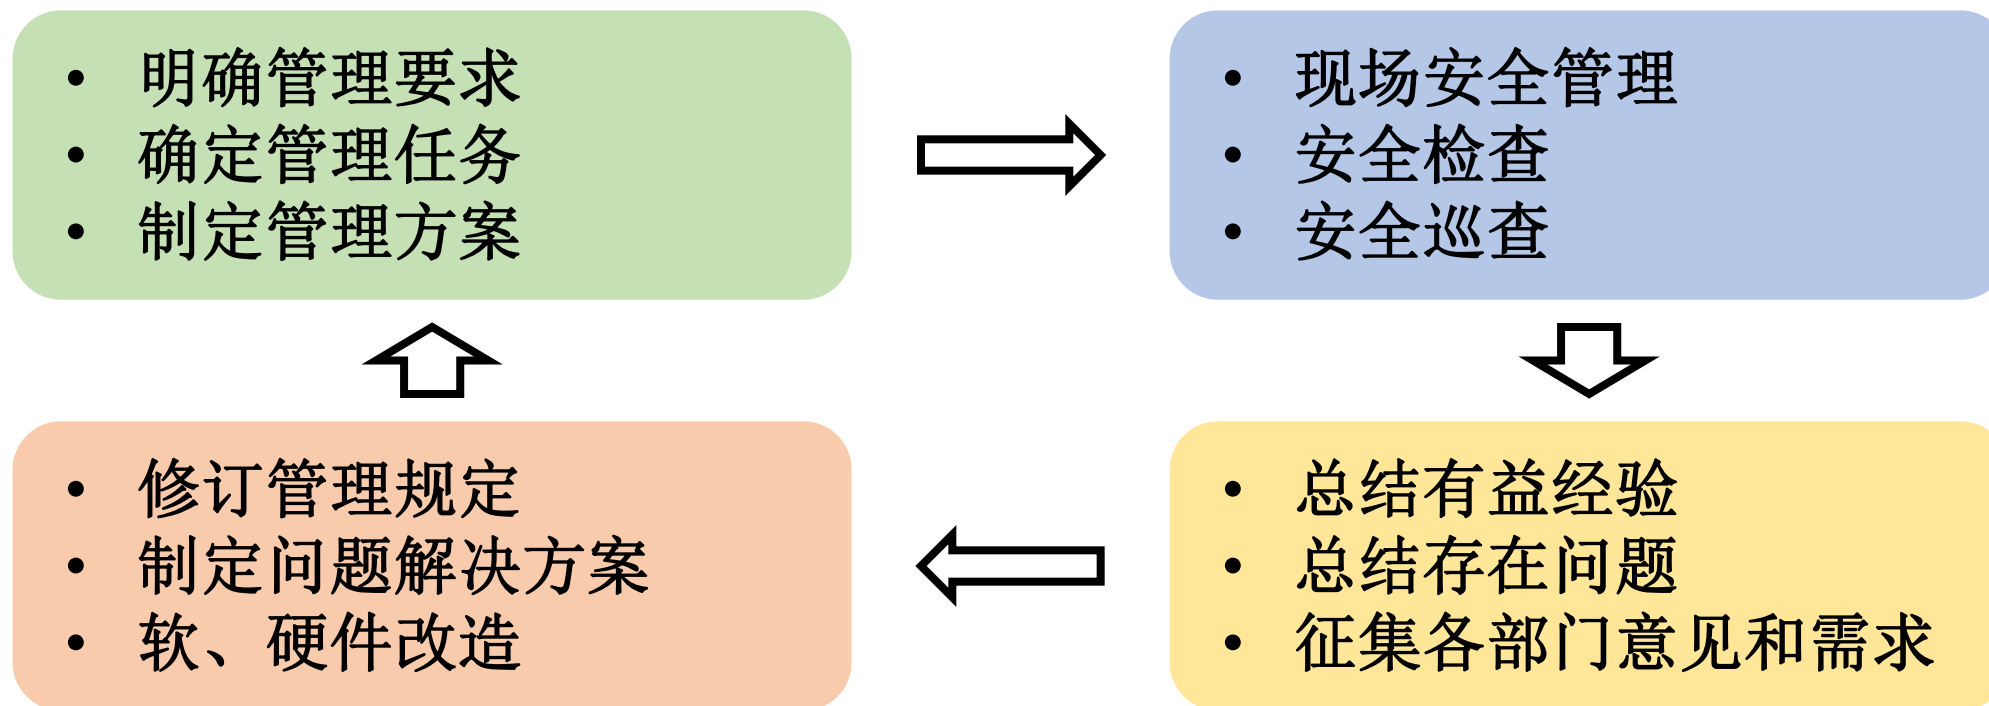 • 明确管理要求
• 确定管理任务
• 制定管理方案
• 现场安全管理
• 安全检查
• 安全巡查
• 修订管理规定
• 制定问题解决方案
• 软、硬件改造
• 总结有益经验
• 总结存在问题
• 征集各部门意见和需求